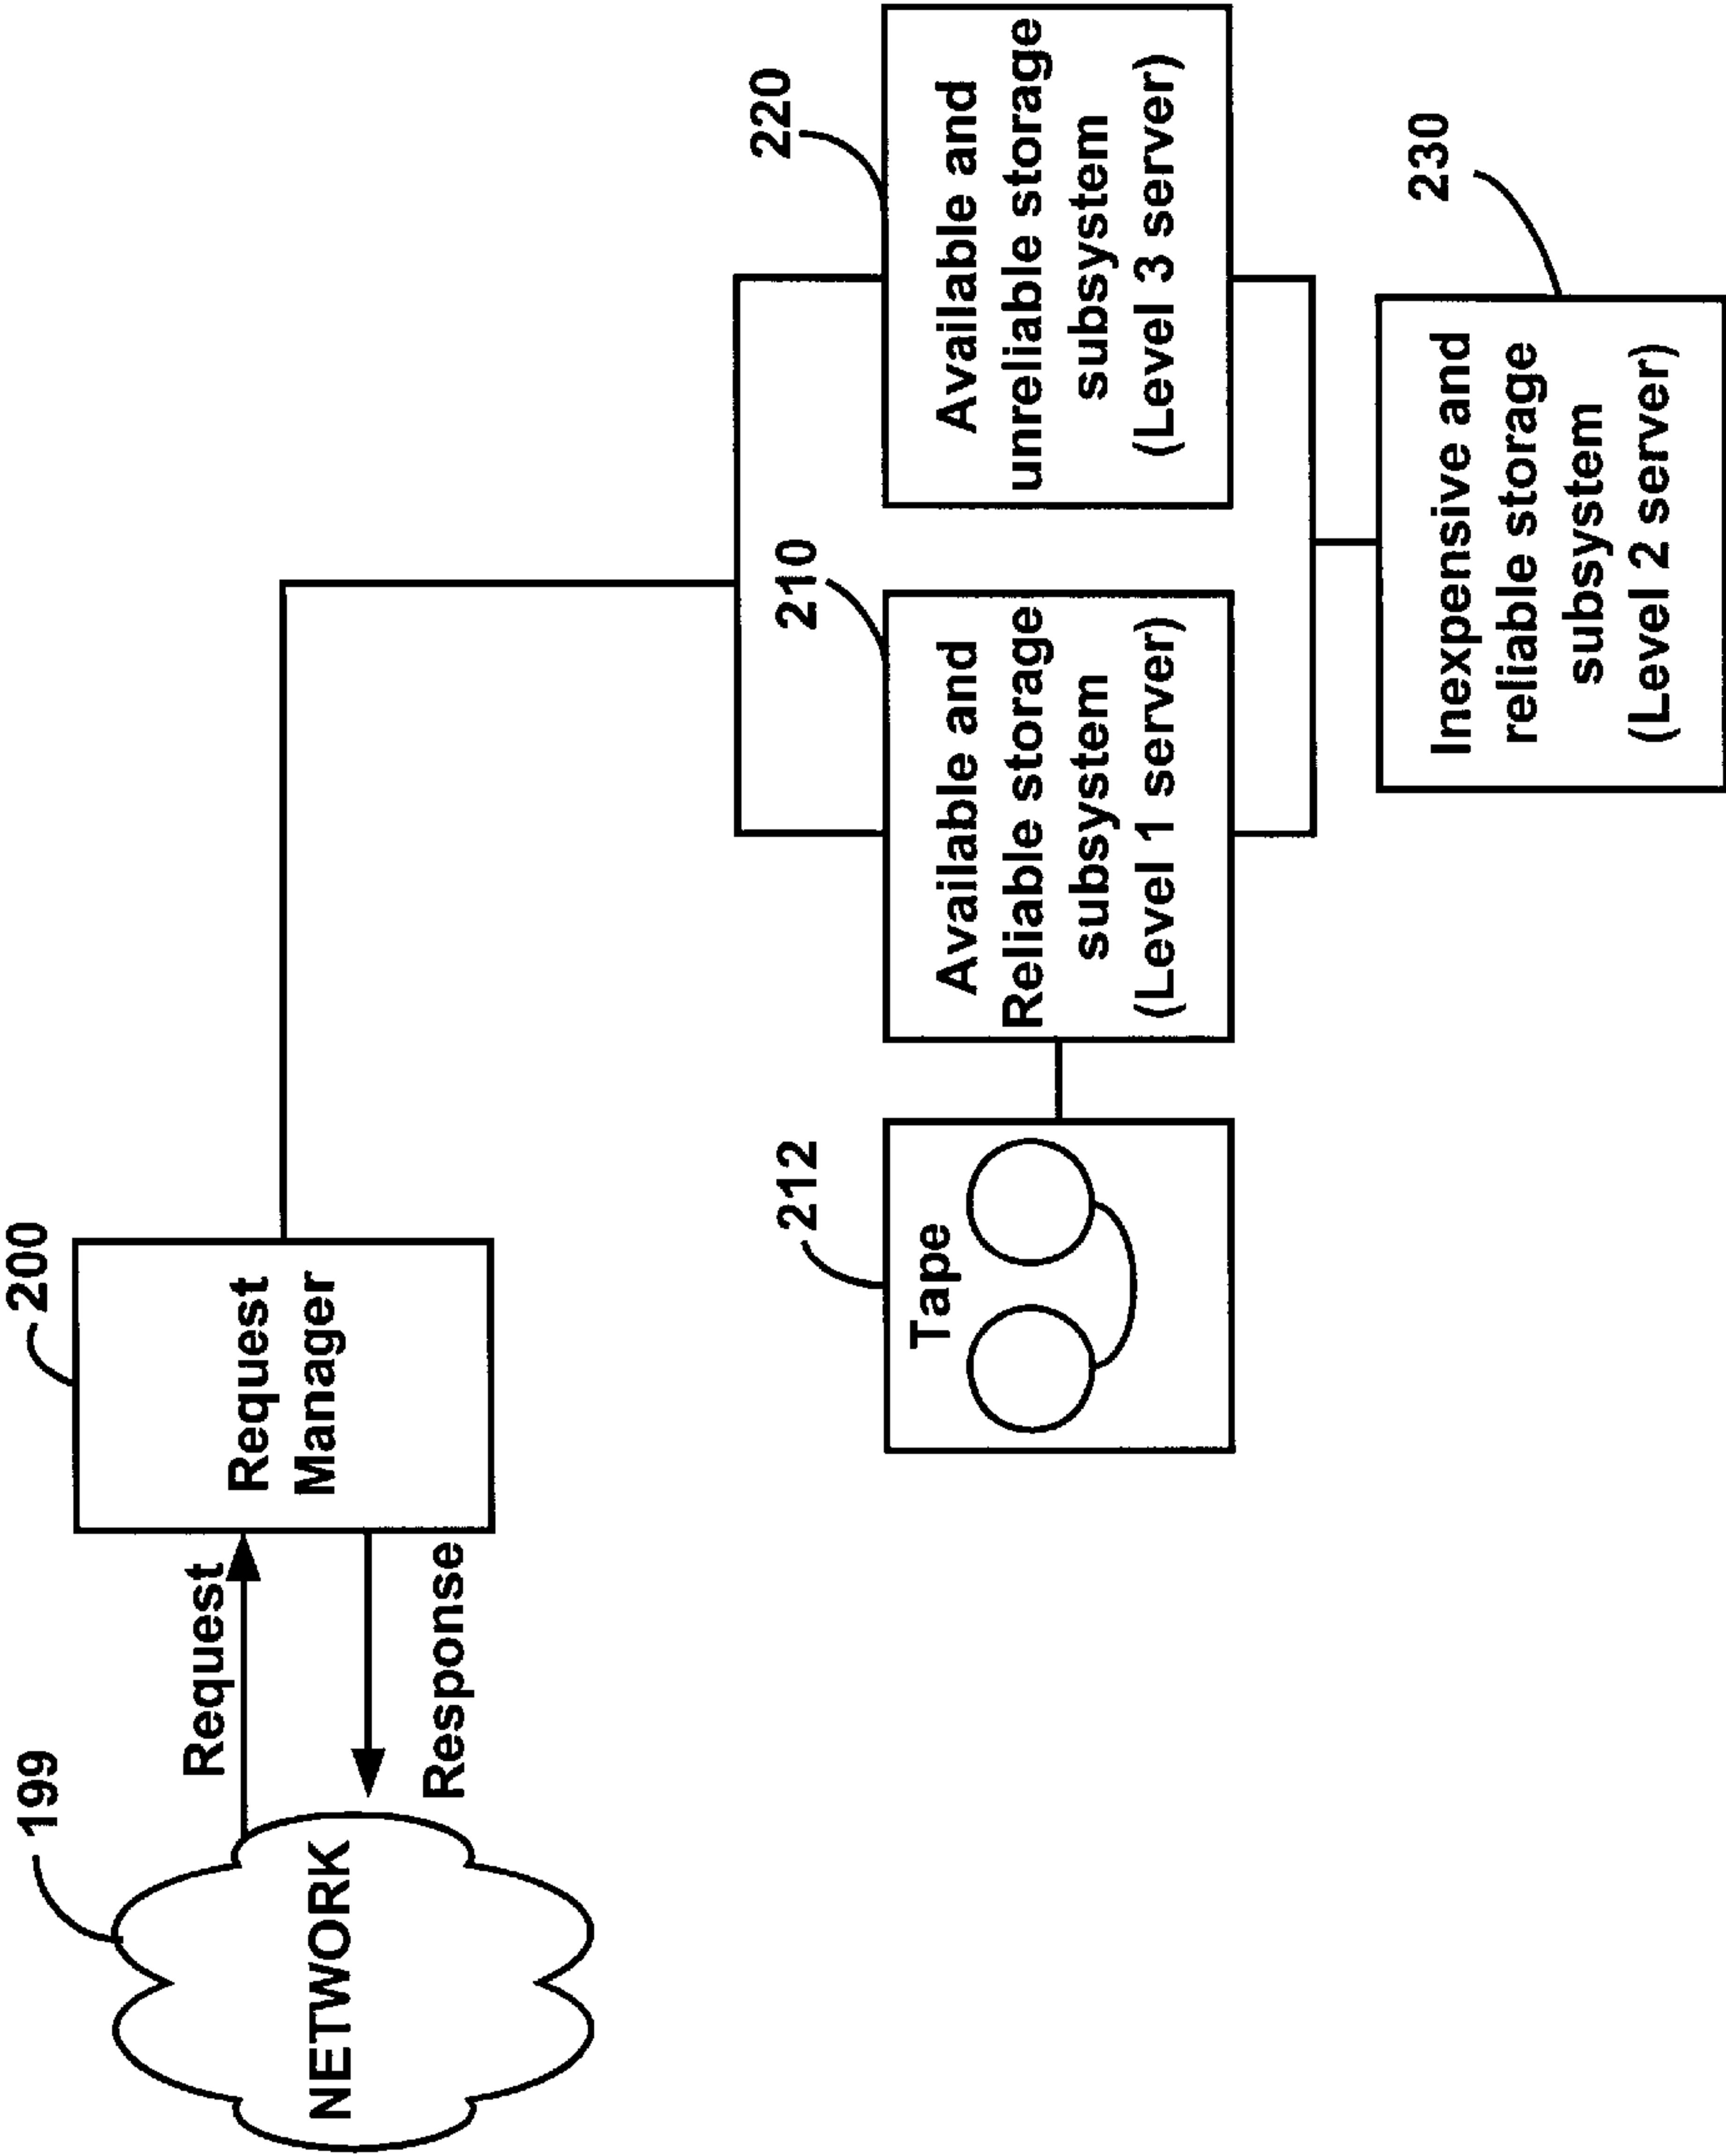 199
NETWORK
Request
Response
200
Request
Manager
212
Tape
210
Available and
Reliable storage
subsystem
(Level 1 server)
220
Available and
unreliable storage
subsystem
(Level 3 server)
230
Inexpensive and
reliable storage
subsystem
(Level 2 server)